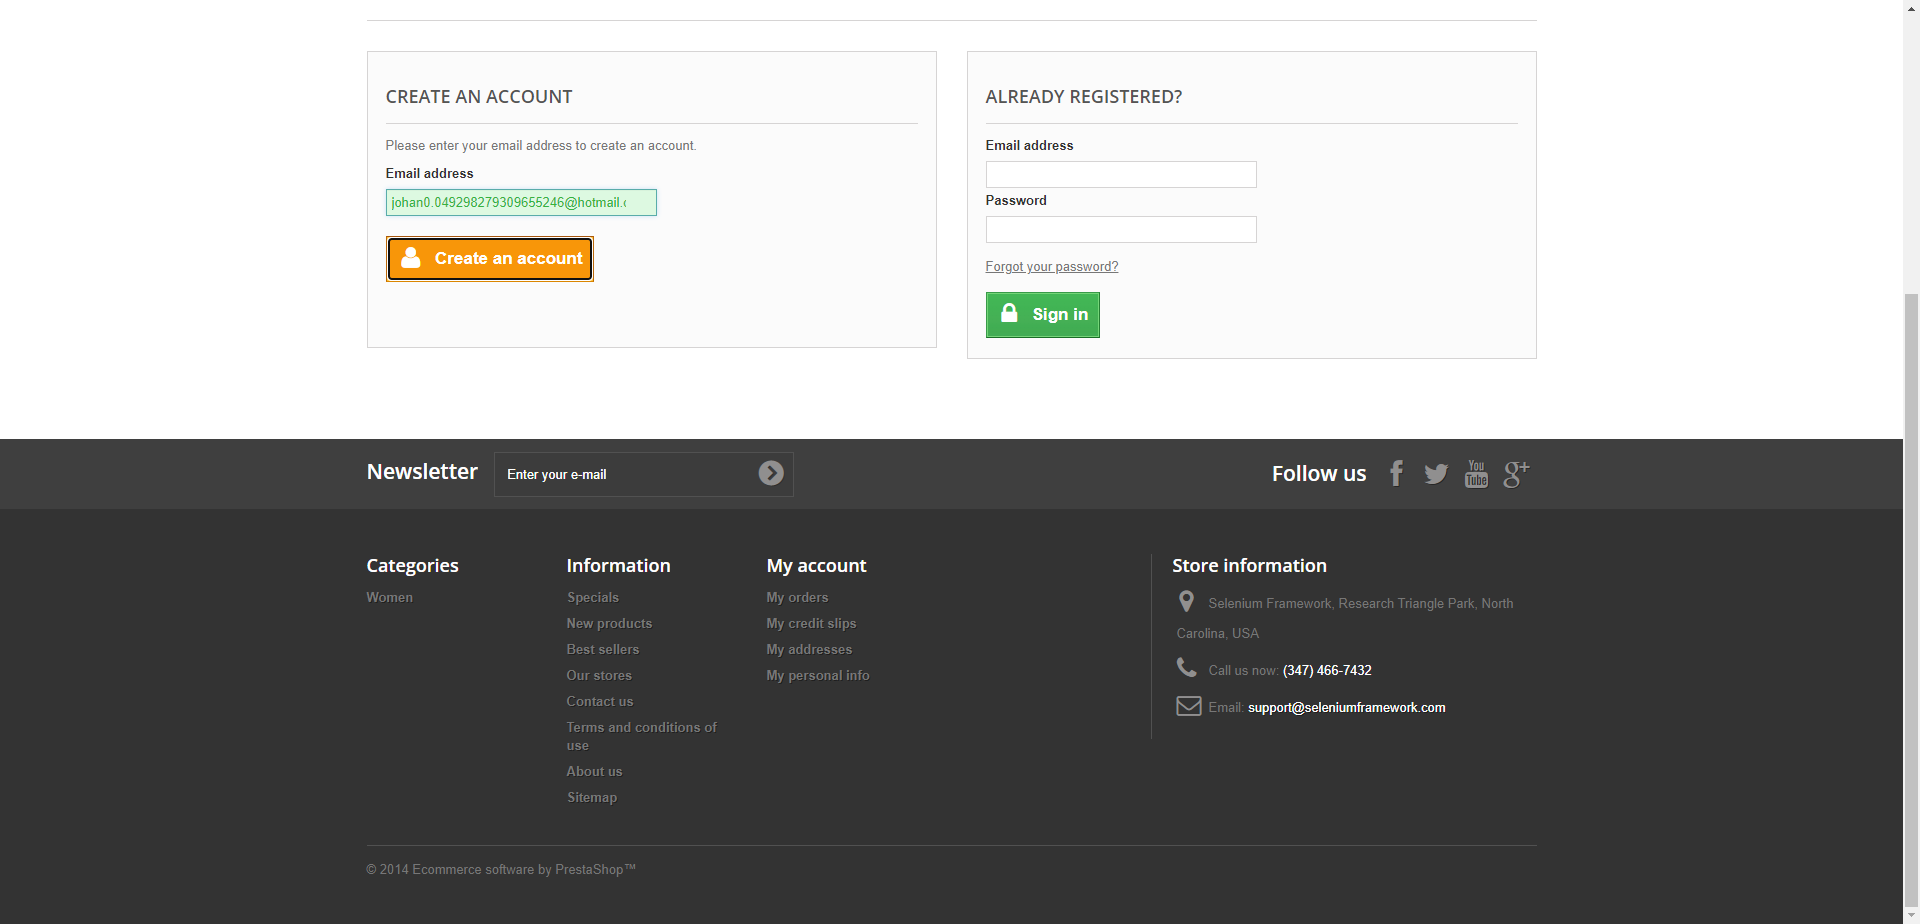 CREATE AN ACCOUNT
Please enter your email address to create an account.
Email address
johan0.049298279309655246@hotmail.c
Create an account
ALREADY REGISTERED?
Email address
Password
Forgot your password?
Sign in
Newsletter
Enter your e-mail
Follow us
You
Tube
g+
Categories
Women
Information
Specials
New products
Best sellers
Our stores
Contact us
Terms and conditions of
use
About us
Sitemap
My account
My orders
My credit slips
My addresses
My personal info
Store information
Selenium Framework, Research Triangle Park, North
Carolina, USA
Call us now: (347) 466-7432
Email: support@seleniumframework.com
© 2014 Ecommerce software by PrestaShop™